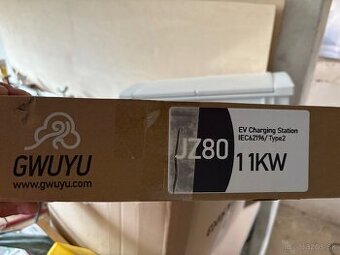 GWUYU
www.gwuyu.com
JZ80
EV Charging Station
IEC62196/Type2
11KW